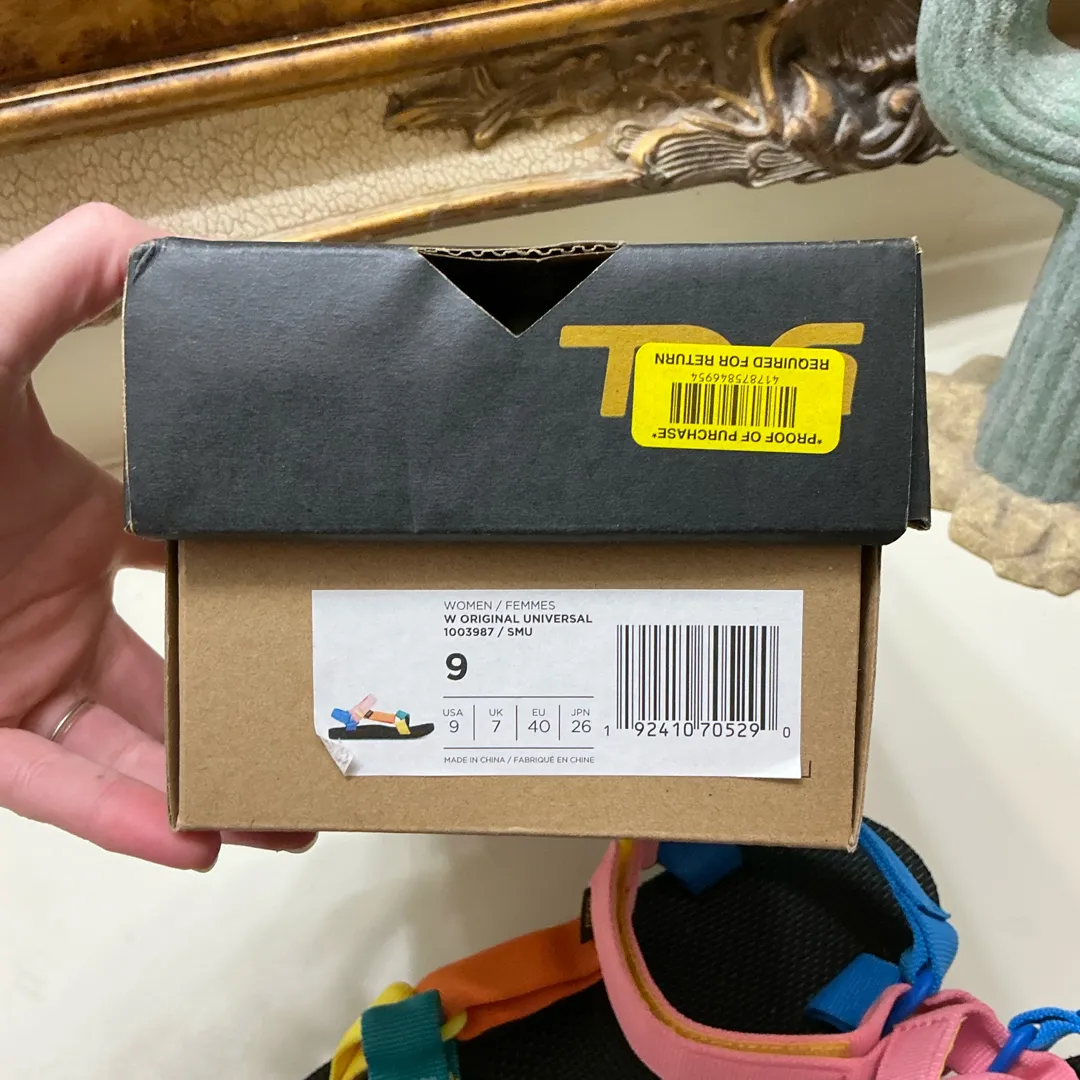 REQUIRED FOR RETURN
417875846954
*PROOF OF PURCHASE*
WOMEN / FEMMES
W ORIGINAL UNIVERSAL
1003987 / SMU
9
USA UK EU JPN
9 7 40 26
1 92410 70529 0
MADE IN CHINA / FABRIQUÉ EN CHINE